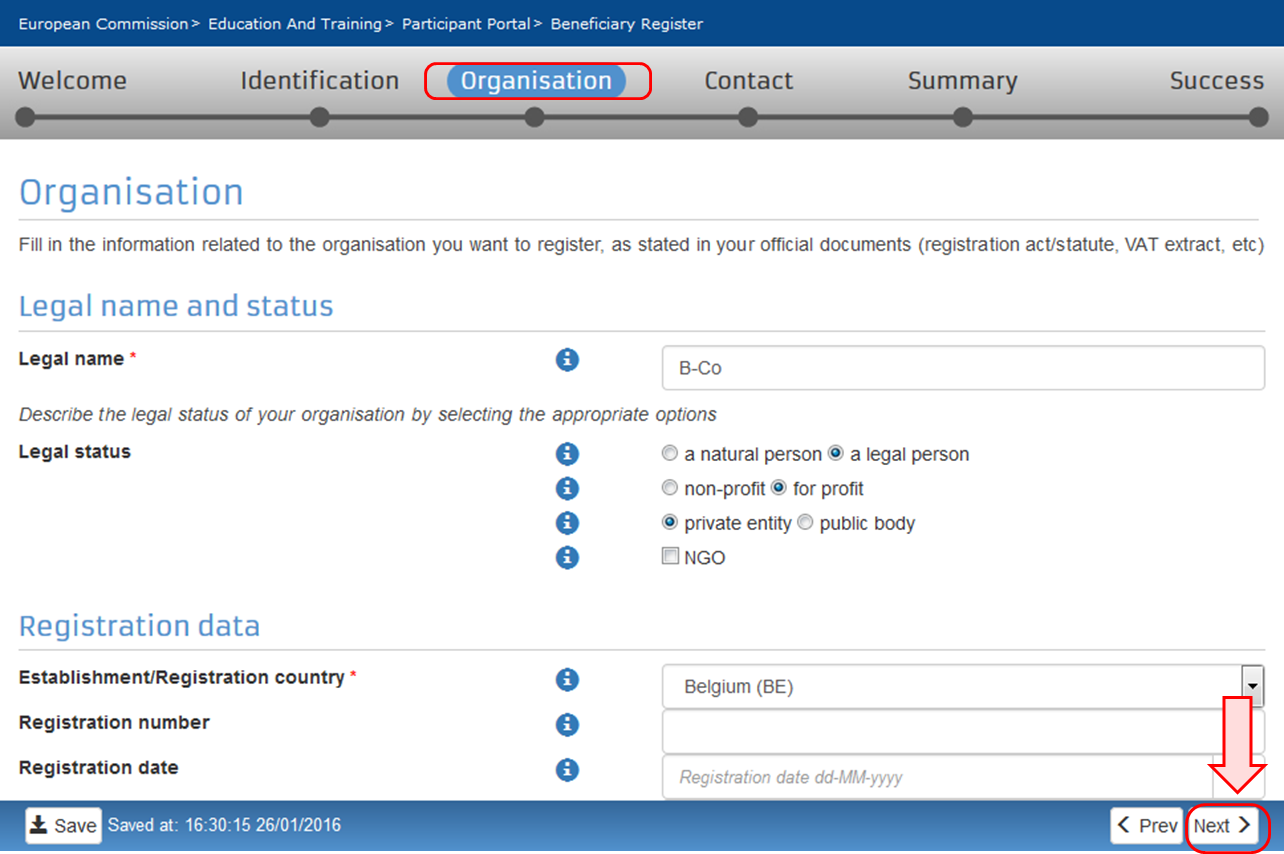 European Commission > Education And Training > Participant Portal > Beneficiary Register
Welcome Identification Organisation Contact Summary Success
Organisation
Fill in the information related to the organisation you want to register, as stated in your official documents (registration act/statute, VAT extract, etc)
Legal name and status
Legal name * B-Co
Describe the legal status of your organisation by selecting the appropriate options
Legal status a natural person a legal person
non-profit for profit
private entity public body
NGO
Registration data
Establishment/Registration country * Belgium (BE)
Registration number
Registration date Registration date dd-MM-yyyy
Save Saved at: 16:30:15 26/01/2016 Prev Next